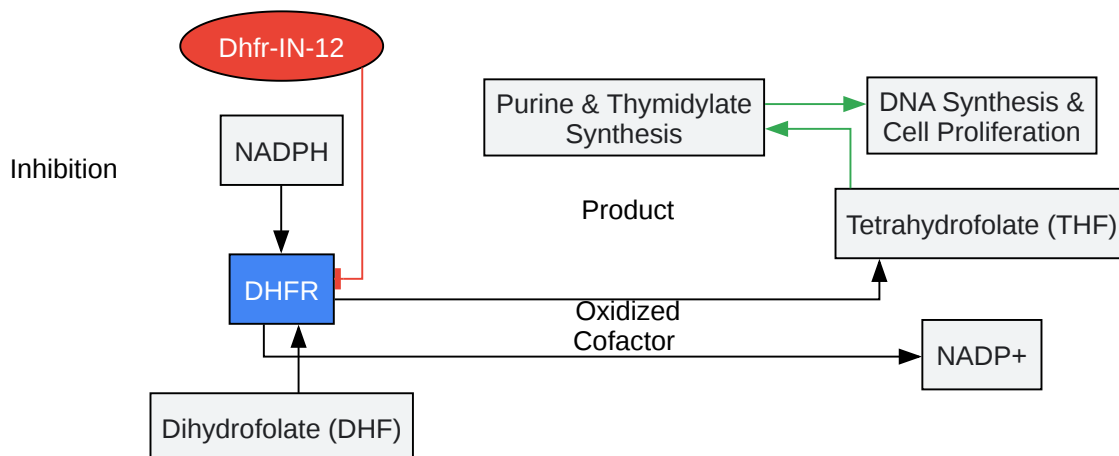 Dhfr-IN-12
Purine & Thymidylate
Synthesis
DNA Synthesis &
Cell Proliferation
NADPH
Inhibition
Product
Tetrahydrofolate (THF)
DHFR
Oxidized
Cofactor
NADP+
Dihydrofolate (DHF)